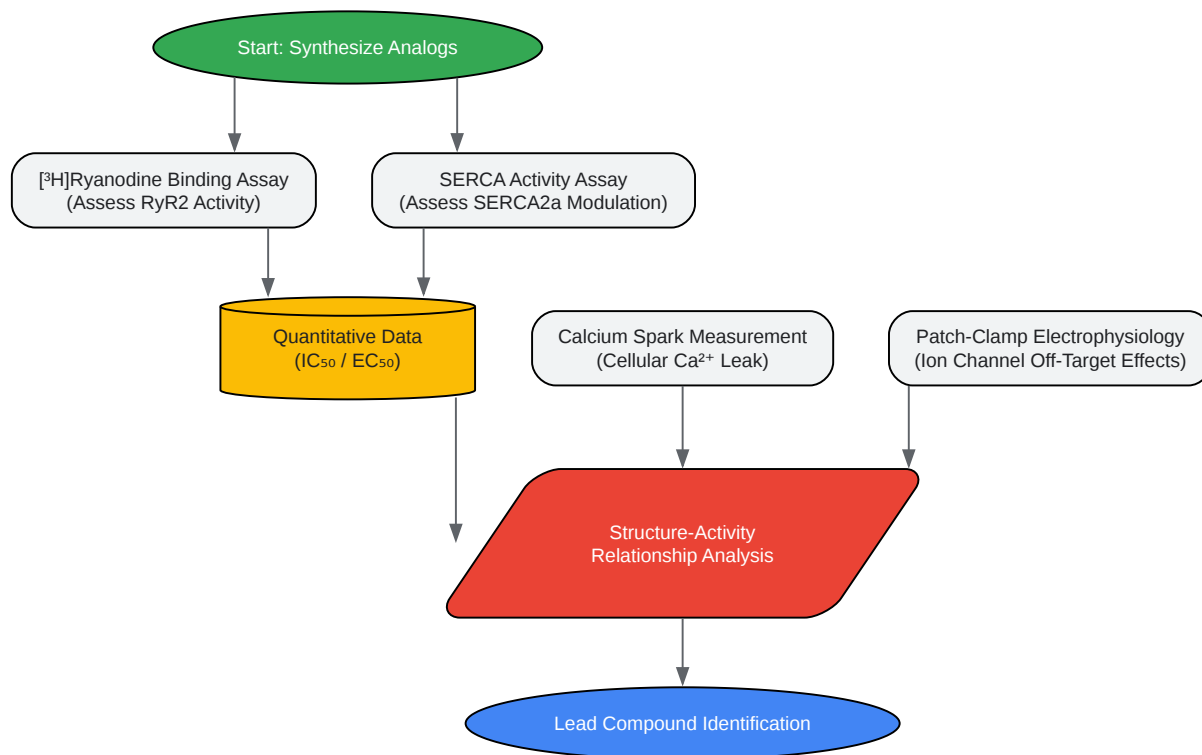 Start: Synthesize Analogs
[³H]Ryanodine Binding Assay
(Assess RyR2 Activity)
SERCA Activity Assay
(Assess SERCA2a Modulation)
Quantitative Data
(IC₅₀ / EC₅₀)
Calcium Spark Measurement
(Cellular Ca²⁺ Leak)
Patch-Clamp Electrophysiology
(Ion Channel Off-Target Effects)
Structure-Activity
Relationship Analysis
Lead Compound Identification